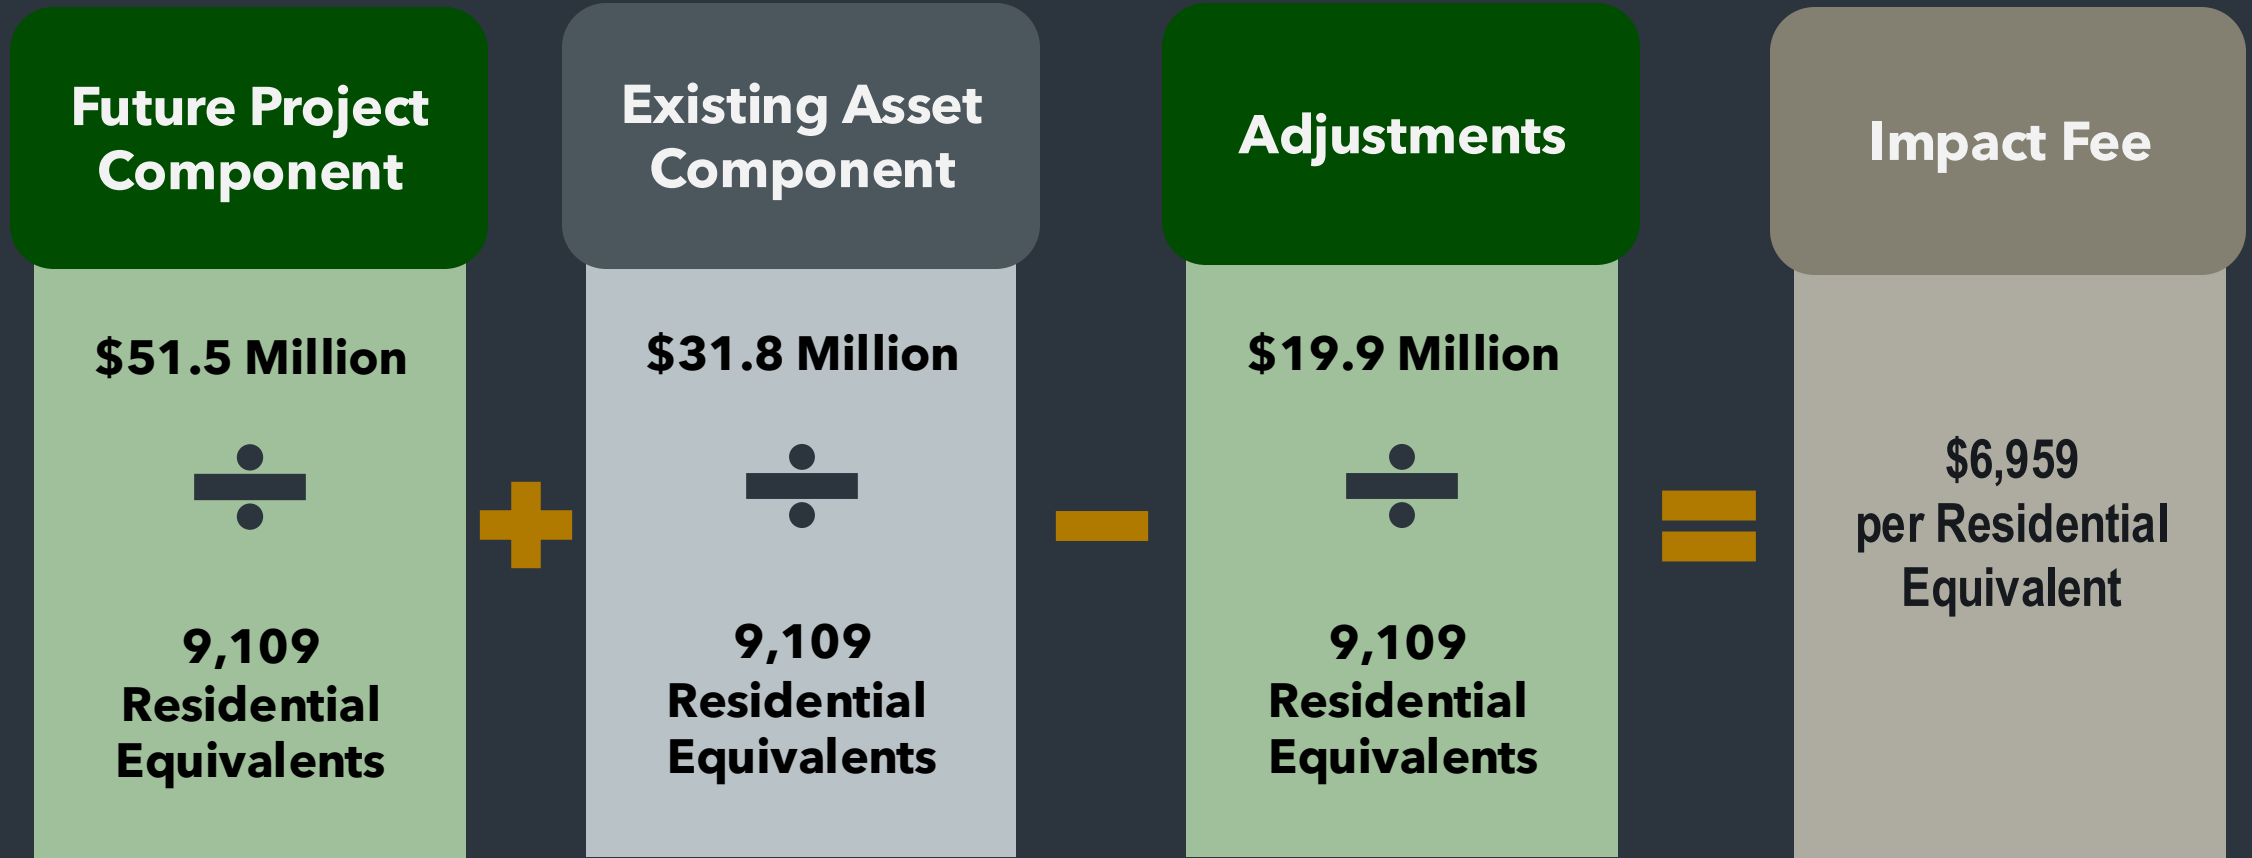 Future Project
Component
$51.5 Million
÷
9,109
Residential
Equivalents
+
Existing Asset
Component
$31.8 Million
÷
9,109
Residential
Equivalents
−
Adjustments
$19.9 Million
÷
9,109
Residential
Equivalents
=
Impact Fee
$6,959
per Residential
Equivalent